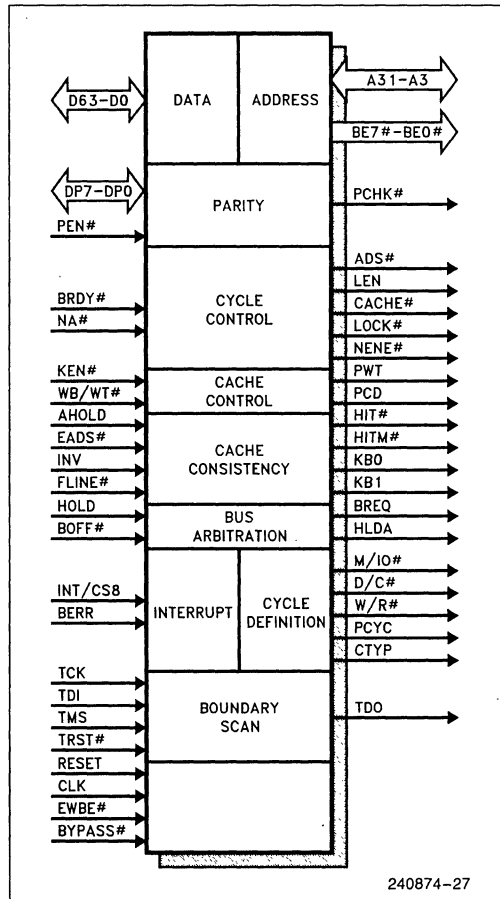 D63-D0
DATA
ADDRESS
A31-A3
BE7#-BE0#
DP7-DP0
PARITY
PCHK#
PEN#
ADS#
LEN
BRDY#
NA#
CYCLE
CONTROL
CACHE#
LOCK#
NENE#
KEN#
WB/WT#
CACHE
CONTROL
PWT
PCD
AHOLD
EADS#
INV
FLINE#
CACHE
CONSISTENCY
HIT#
HITM#
KB0
KB1
HOLD
BOFF#
BUS
ARBITRATION
BREQ
HLDA
INT/CS8
BERR
INTERRUPT
CYCLE
DEFINITION
M/IO#
D/C#
W/R#
PCYC
CTYP
TCK
TDI
TMS
TRST#
BOUNDARY
SCAN
TDO
RESET
CLK
EWBE#
BYPASS#
240874-27